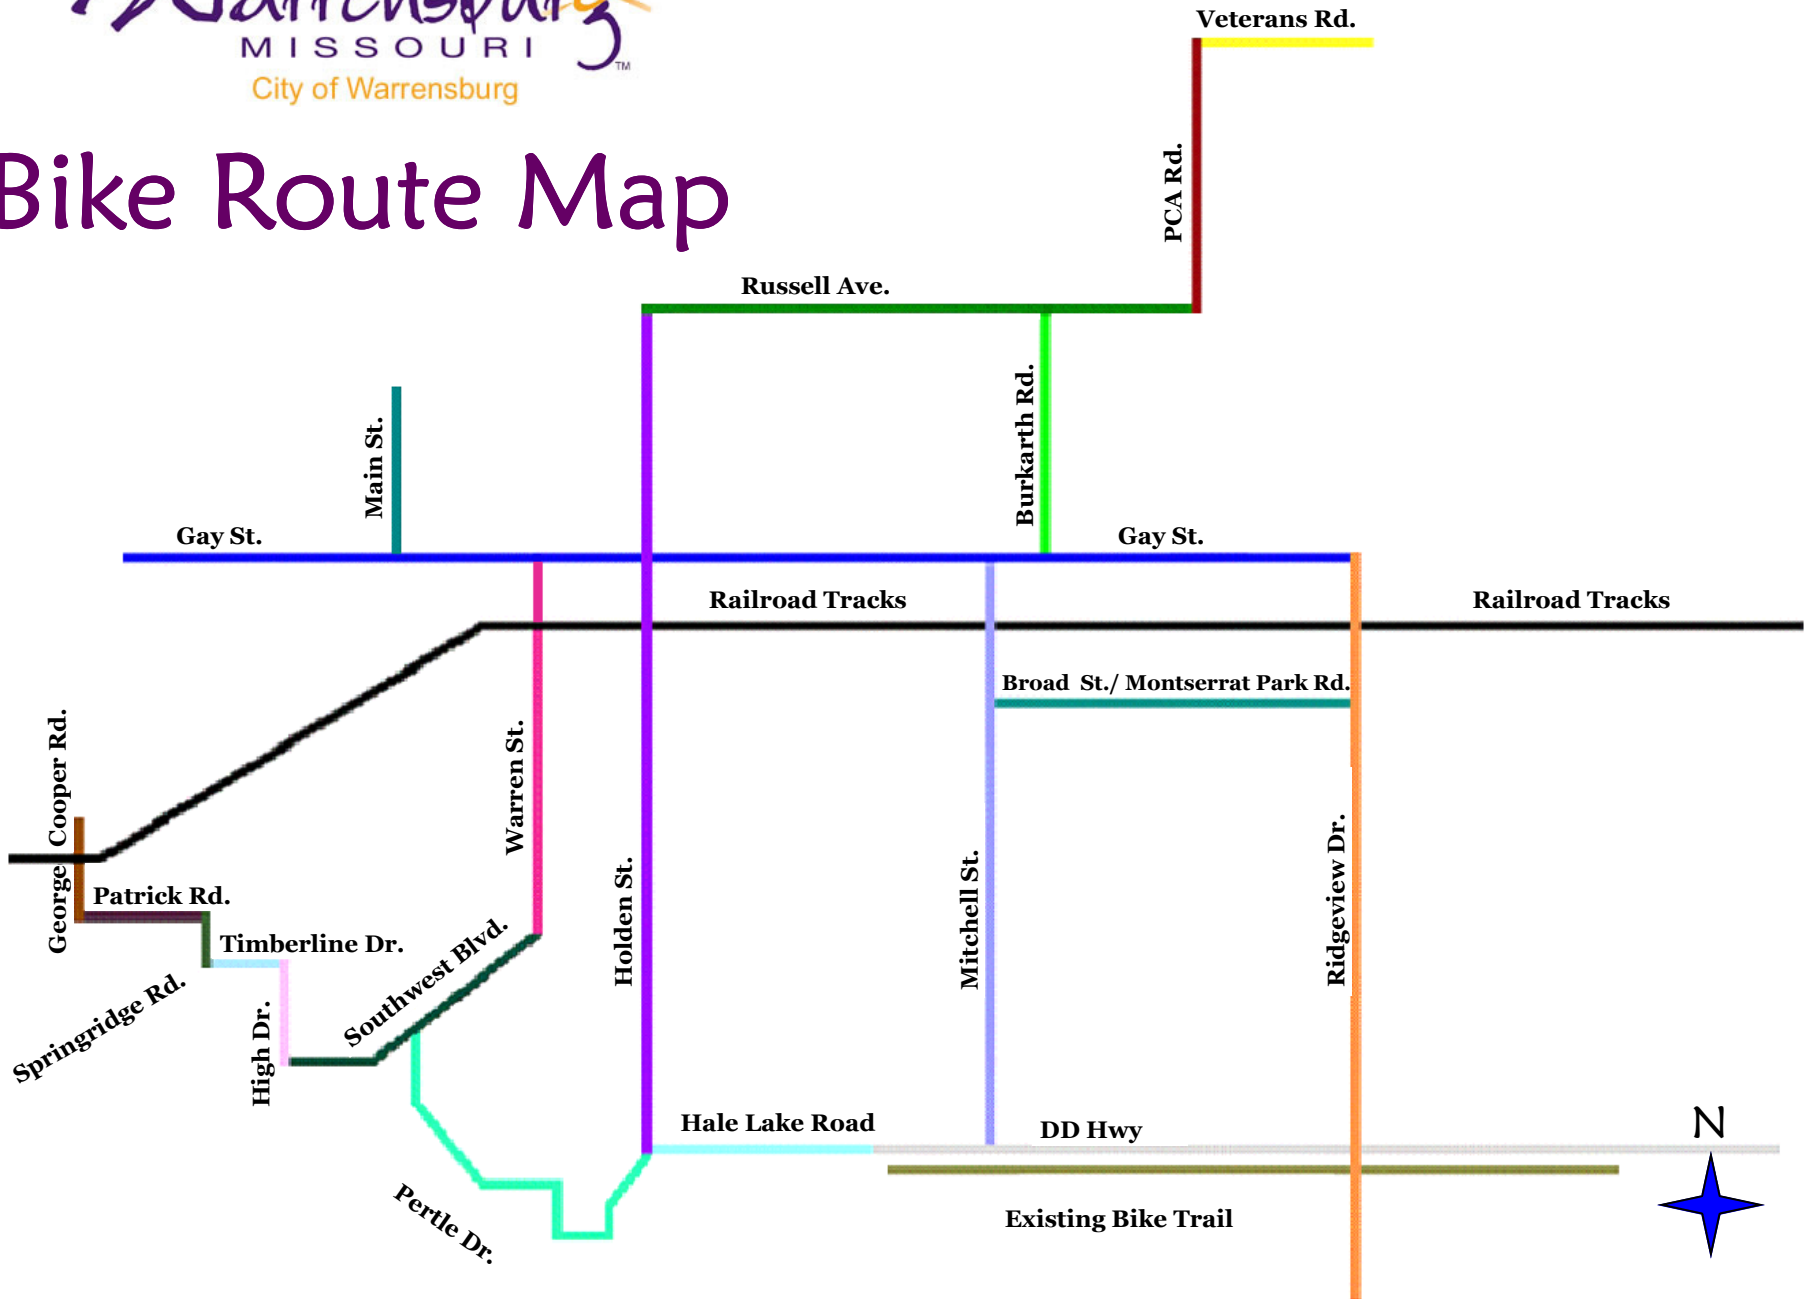 Warrensburg
MISSOURI
TM
City of Warrensburg
Bike Route Map
Veterans Rd.
PCA Rd.
Russell Ave.
Burkarth Rd.
Main St.
Gay St.
Gay St.
Railroad Tracks
Railroad Tracks
Broad St./ Montserrat Park Rd.
George Cooper Rd.
Warren St.
Holden St.
Mitchell St.
Ridgeview Dr.
Patrick Rd.
Timberline Dr.
Southwest Blvd.
Springridge Rd.
High Dr.
Hale Lake Road
DD Hwy
N
Pertle Dr.
Existing Bike Trail